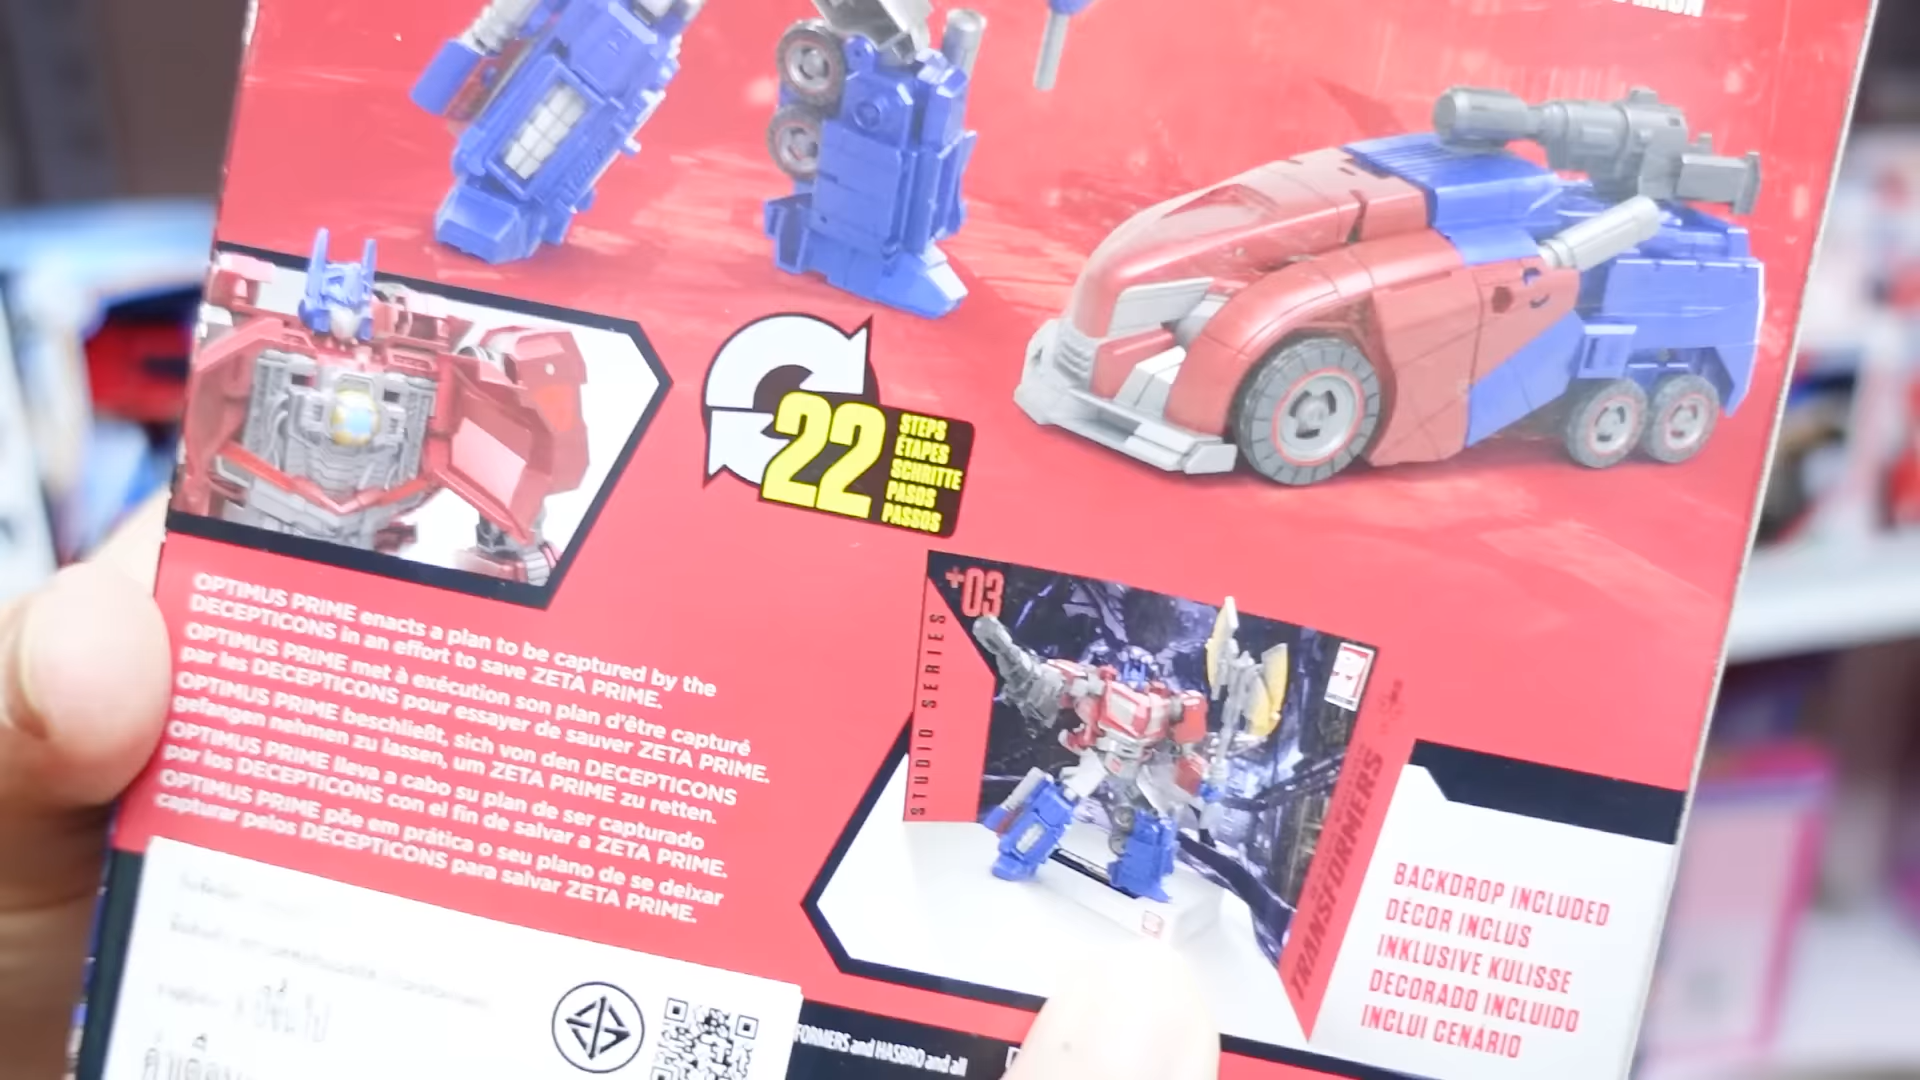 22
STEPS
ÉTAPES
SCHRITTE
PASOS
PASSOS
OPTIMUS PRIME enacts a plan to be captured by the
DECEPTICONS in an effort to save ZETA PRIME.
OPTIMUS PRIME met à exécution son plan d'être capturé
par les DECEPTICONS pour essayer de sauver ZETA PRIME.
OPTIMUS PRIME beschließt, sich von den DECEPTICONS
gefangen nehmen zu lassen, um ZETA PRIME zu retten.
OPTIMUS PRIME lleva a cabo su plan de ser capturado
por los DECEPTICONS con el fin de salvar a ZETA PRIME.
OPTIMUS PRIME põe em prática o seu plano de se deixar
capturar pelos DECEPTICONS para salvar ZETA PRIME.
+03
STUDIO SERIES
TRANSFORMERS
BACKDROP INCLUDED
DÉCOR INCLUS
INKLUSIVE KULISSE
DECORADO INCLUIDO
INCLUI CENÁRIO
FORMERS and HASBRO and all